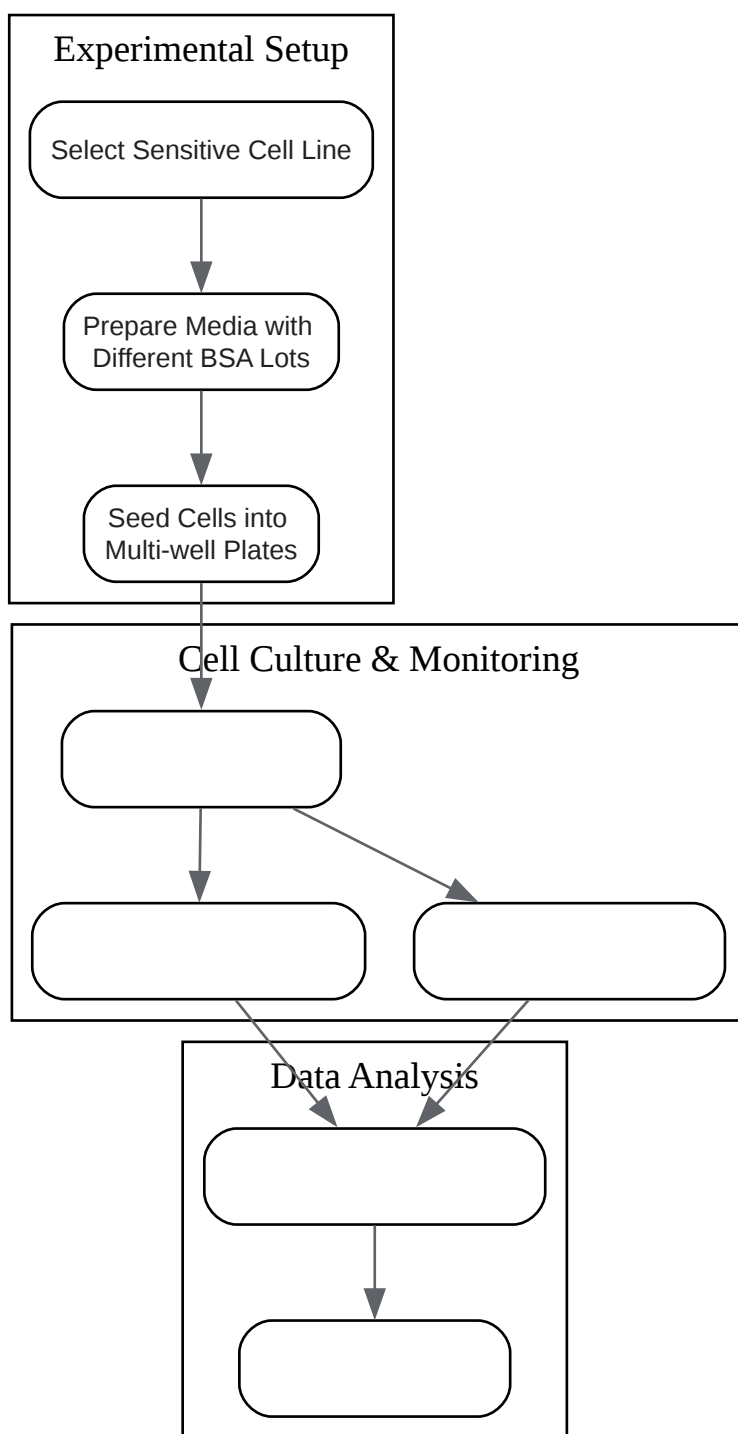 Experimental Setup
Select Sensitive Cell Line
Prepare Media with
Different BSA Lots
Seed Cells into
Multi-well Plates
Cell Culture & Monitoring
Data Analysis